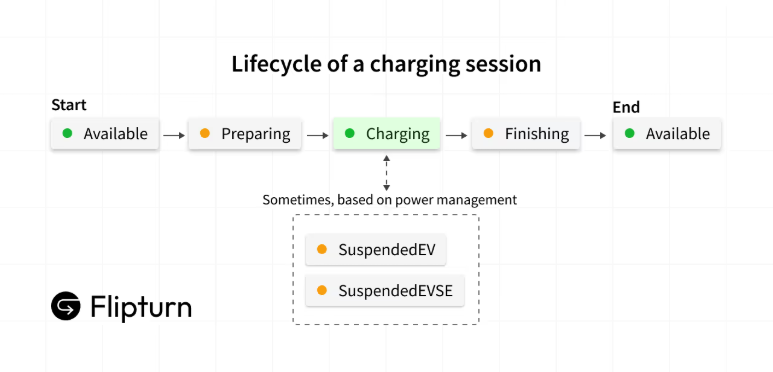 Lifecycle of a charging session
Start
End
Available
Preparing
Charging
Finishing
Available
Sometimes, based on power management
SuspendedEV
SuspendedEVSE
Flipturn